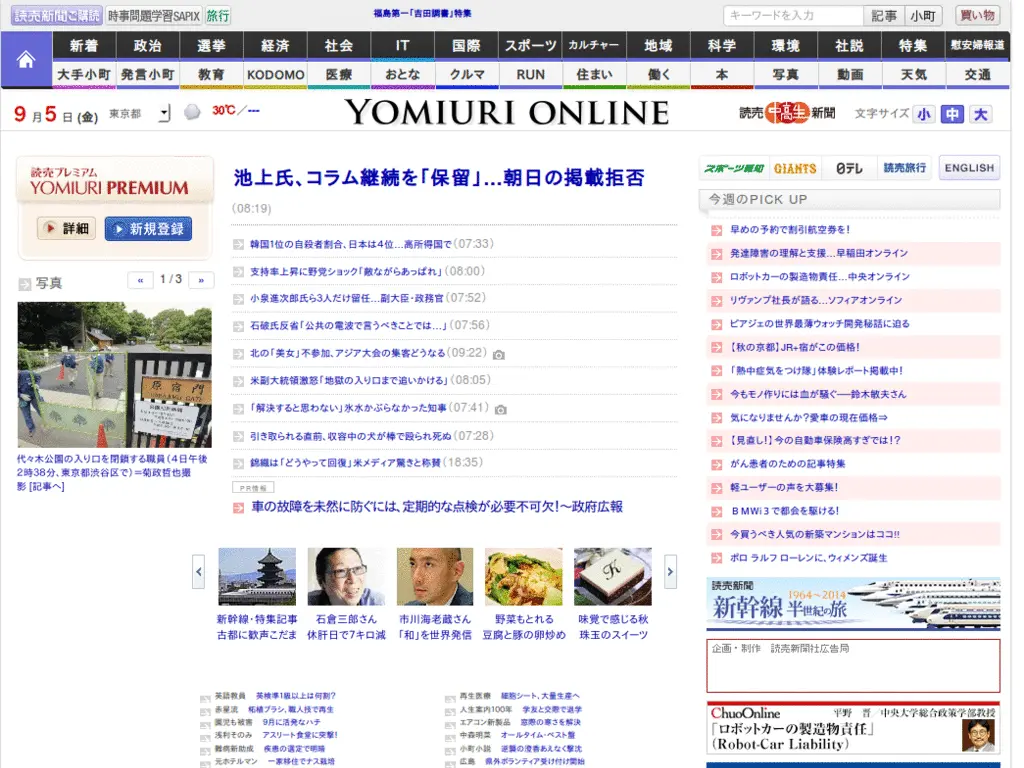 読売新聞ご購読 時事問題学習SAPIX 旅行 福島第一「吉田調書」特集 キーワードを入力 記事 小町 買い物
新着 政治 選挙 経済 社会 IT 国際 スポーツ カルチャー 地域 科学 環境 社説 特集 慰安婦報道
大手小町 発言小町 教育 KODOMO 医療 おとな クルマ RUN 住まい 働く 本 写真 動画 天気 交通
9月5日(金) 東京都 30℃/--- YOMIURI ONLINE 読売中高生新聞 文字サイズ 小 中 大
読売プレミアム
YOMIURI PREMIUM
詳細 新規登録
写真 « 1/3 »
原宿門
代々木公園の入り口を閉鎖する職員(4日午後
2時38分、東京都渋谷区で)=菊政哲也撮
影 [記事へ]
池上氏、コラム継続を「保留」…朝日の掲載拒否
(08:19)
韓国1位の自殺者割合、日本は4位…高所得国で(07:33)
支持率上昇に野党ショック「敵ながらあっぱれ」(08:00)
小泉進次郎氏ら3人だけ留任…副大臣・政務官(07:52)
石破氏反省「公共の電波で言うべきことでは…」(07:56)
北の「美女」不参加、アジア大会の集客どうなる(09:22)
米副大統領激怒「地獄の入り口まで追いかける」(08:05)
「解決すると思わない」氷水かぶらなかった知事(07:41)
引き取られる直前、収容中の犬が棒で殴られ死ぬ(07:28)
錦織は「どうやって回復」米メディア驚きと称賛(18:35)
PR情報
車の故障を未然に防ぐには、定期的な点検が必要不可欠!～政府広報
新幹線・特集記事
古都に歓声こだま
石倉三郎さん
休肝日で7キロ減
市川海老蔵さん
「和」を世界発信
野菜もとれる
豆腐と豚の卵炒め
K
味覚で感じる秋
珠玉のスイーツ
英語教員 英検準1級以上は何割?
赤星流 柘植ブラシ、職人技で再生
園児も被害 9月に活発なハチ
浅利そのみ アスリート食堂に突撃!
難病新助成 疾患の選定で明暗
元ホテルマン 一家移住でナス栽培
再生医療 細胞シート、大量生産へ
人生案内100年 学友と交際で退学
エアコン新製品 窓際の寒さを解決
中森明菜 オールタイム・ベスト盤
小町小説 逆襲の澄香あえなく撃沈
広島 県外ボランティア受け付け開始
スポーツ報知 GIANTS 日テレ 読売旅行 ENGLISH
今週のPICK UP
早めの予約で割引航空券を!
発達障害の理解と支援…早稲田オンライン
ロボットカーの製造物責任…中央オンライン
リヴァンプ社長が語る…ソフィアオンライン
ピアジェの世界最薄ウォッチ開発秘話に迫る
【秋の京都】JR+宿がこの価格!
「熱中症気をつけ隊」体験レポート掲載中!
今もモノ作りには血が騒ぐ──鈴木敏夫さん
気になりませんか?愛車の現在価格⇒
【見直し!】今の自動車保険高すぎでは!?
がん患者のための記事特集
軽ユーザーの声を大募集!
BMWi3で都会を駆ける!
今買うべき人気の新築マンションはココ!!
ポロ ラルフ ローレンに、ウィメンズ誕生
読売新聞
新幹線 1964～2014 半世紀の旅
企画・制作 読売新聞社広告局
ChuoOnline 平野 晋/中央大学総合政策学部教授
「ロボットカーの製造物責任」
(Robot-Car Liability)